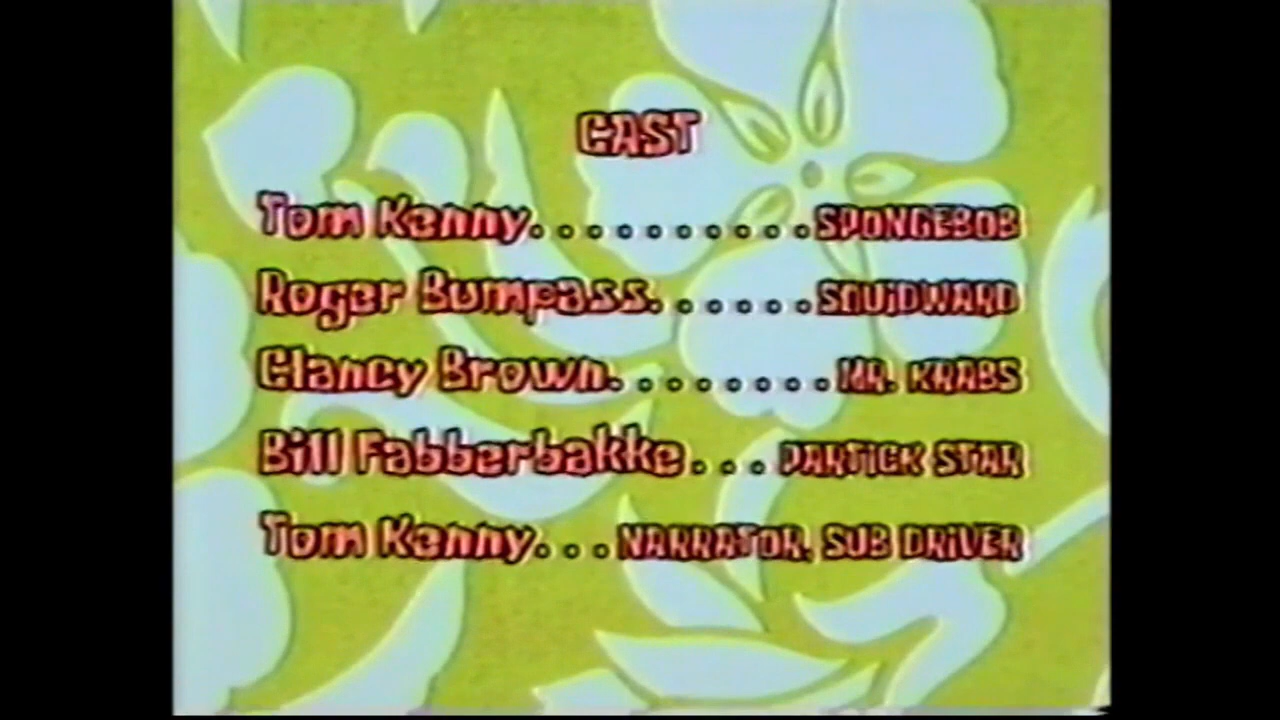 CAST
Tom Kenny..........SPONGEBOB
Roger Bumpass......SQUIDWARD
Clancy Brown........MR. KRABS
Bill Fabberbakke...PARTICK STAR
Tom Kenny...NARRATOR, SUB DRIVER